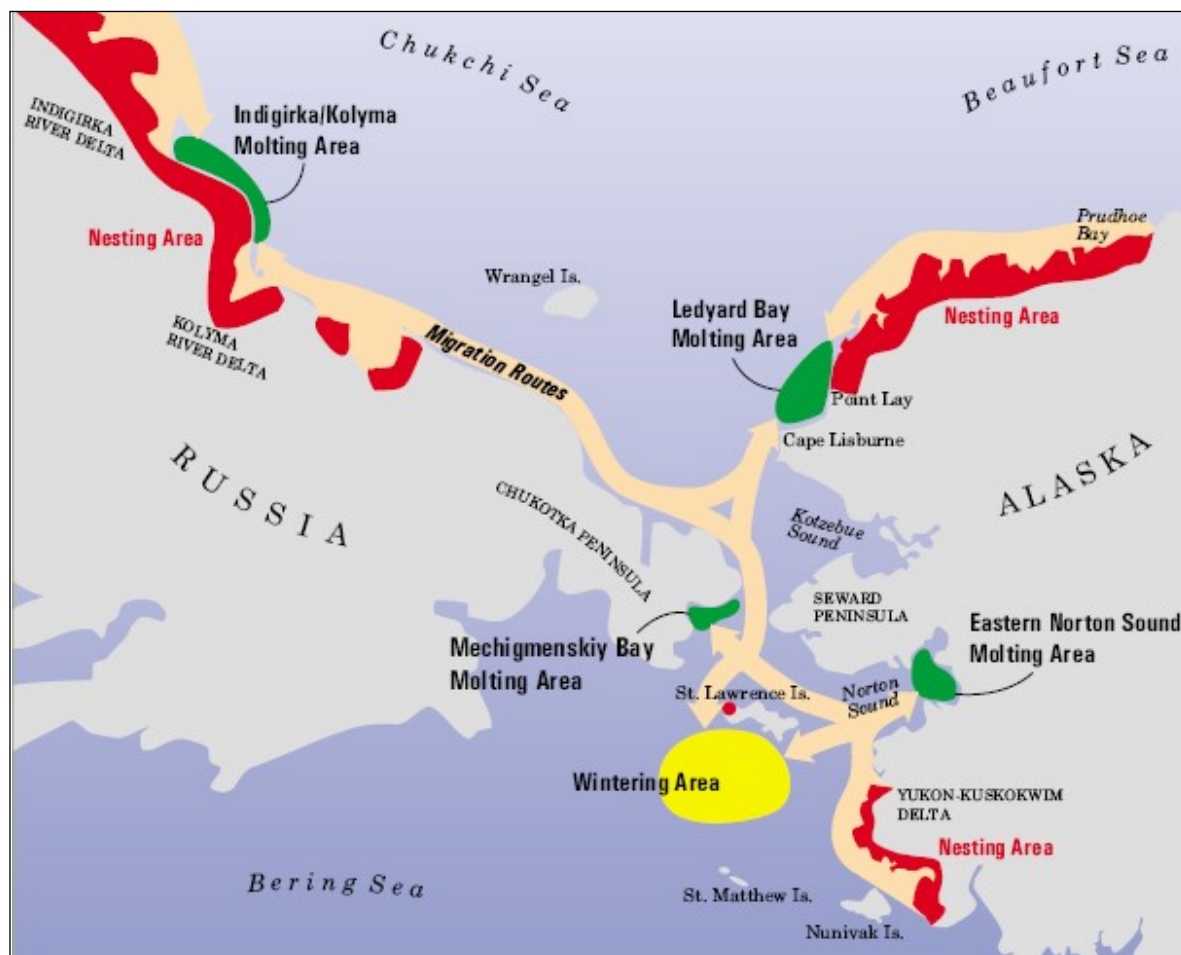 Chukchi Sea
Beaufort Sea
INDIGIRKA
RIVER DELTA
Indigirka/Kolyma
Molting Area
Nesting Area
Prudhoe
Bay
Wrangel Is.
KOLYMA
RIVER DELTA
Migration Routes
Ledyard Bay
Molting Area
Nesting Area
Point Lay
Cape Lisburne
RUSSIA
ALASKA
CHUKOTKA PENINSULA
Kotzebue
Sound
SEWARD
PENINSULA
Mechigmenskiy Bay
Molting Area
Eastern Norton Sound
Molting Area
St. Lawrence Is.
Norton
Sound
Wintering Area
YUKON-KUSKOKWIM
DELTA
Nesting Area
Bering Sea
St. Matthew Is.
Nunivak Is.